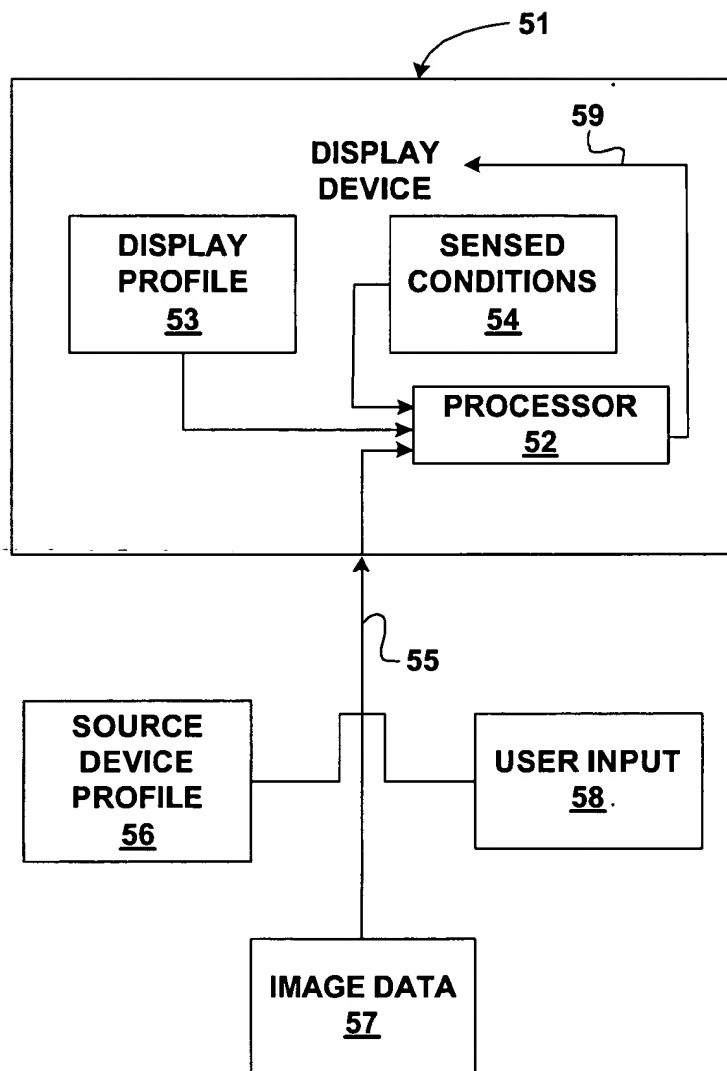 51
59
DISPLAY
DEVICE
DISPLAY
PROFILE
53
SENSED
CONDITIONS
54
PROCESSOR
52
55
SOURCE
DEVICE
PROFILE
56
USER INPUT
58
IMAGE DATA
57